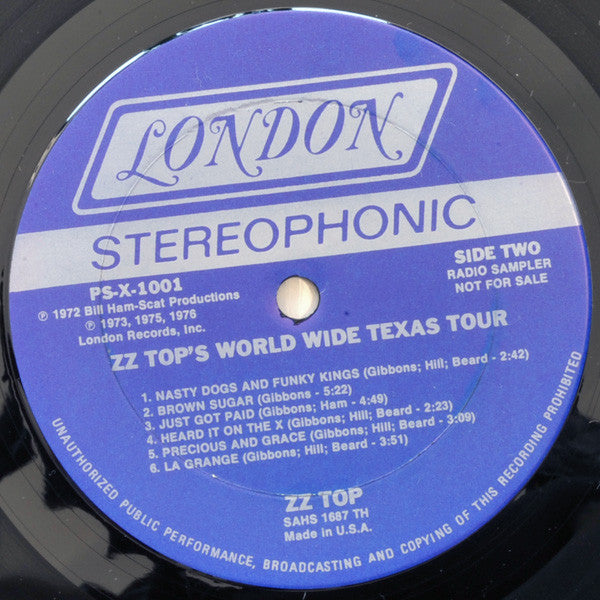 LONDON
STEREOPHONIC
PS-X-1001
℗ 1972 Bill Ham-Scat Productions
℗ 1973, 1975, 1976
London Records, Inc.
SIDE TWO
RADIO SAMPLER
NOT FOR SALE
ZZ TOP'S WORLD WIDE TEXAS TOUR
1. NASTY DOGS AND FUNKY KINGS (Gibbons; Hill; Beard - 2:42)
2. BROWN SUGAR (Gibbons - 5:22)
3. JUST GOT PAID (Gibbons; Ham - 4:49)
4. HEARD IT ON THE X (Gibbons; Hill; Beard - 2:23)
5. PRECIOUS AND GRACE (Gibbons; Hill; Beard - 3:09)
6. LA GRANGE (Gibbons; Hill; Beard - 3:51)
ZZ TOP
SAHS 1687 TH
Made in U.S.A.
UNAUTHORIZED PUBLIC PERFORMANCE, BROADCASTING AND COPYING OF THIS RECORDING PROHIBITED